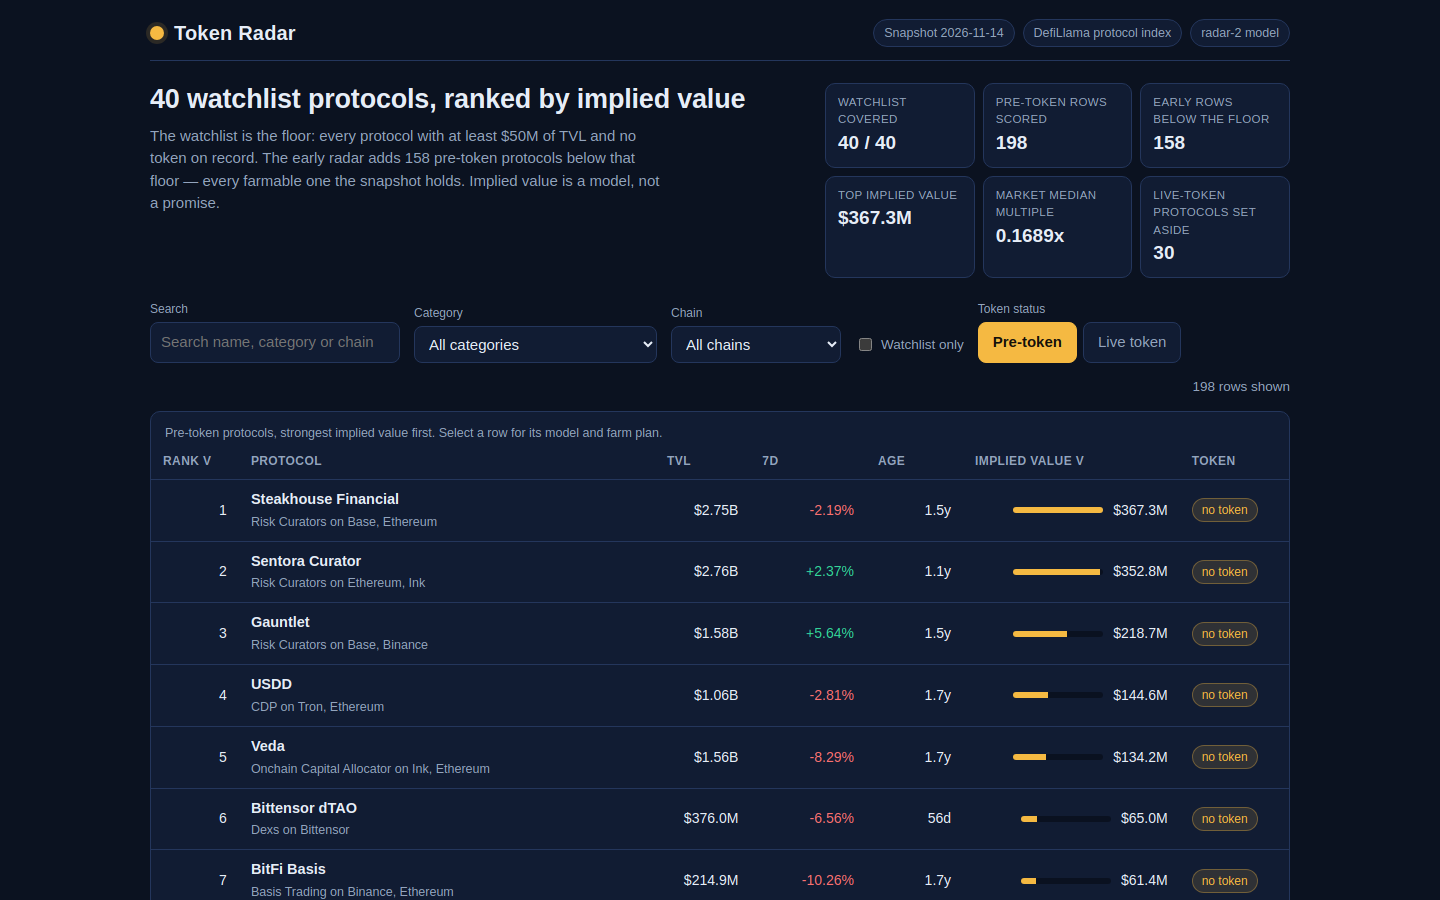 Token Radar
Snapshot 2026-11-14
DefiLlama protocol index
radar-2 model
40 watchlist protocols, ranked by implied value
The watchlist is the floor: every protocol with at least $50M of TVL and no
token on record. The early radar adds 158 pre-token protocols below that
floor — every farmable one the snapshot holds. Implied value is a model, not
a promise.
WATCHLIST
COVERED
40 / 40
PRE-TOKEN ROWS
SCORED
198
EARLY ROWS
BELOW THE FLOOR
158
TOP IMPLIED VALUE
$367.3M
MARKET MEDIAN
MULTIPLE
0.1689x
LIVE-TOKEN
PROTOCOLS SET
ASIDE
30
Search
Search name, category or chain
Category
All categories
Chain
All chains
Watchlist only
Token status
Pre-token
Live token
198 rows shown
Pre-token protocols, strongest implied value first. Select a row for its model and farm plan.
RANK V PROTOCOL TVL 7D AGE IMPLIED VALUE V TOKEN
1 Steakhouse Financial $2.75B -2.19% 1.5y $367.3M no token
Risk Curators on Base, Ethereum
2 Sentora Curator $2.76B +2.37% 1.1y $352.8M no token
Risk Curators on Ethereum, Ink
3 Gauntlet $1.58B +5.64% 1.5y $218.7M no token
Risk Curators on Base, Binance
4 USDD $1.06B -2.81% 1.7y $144.6M no token
CDP on Tron, Ethereum
5 Veda $1.56B -8.29% 1.7y $134.2M no token
Onchain Capital Allocator on Ink, Ethereum
6 Bittensor dTAO $376.0M -6.56% 56d $65.0M no token
Dexs on Bittensor
7 BitFi Basis $214.9M -10.26% 1.7y $61.4M no token
Basis Trading on Binance, Ethereum